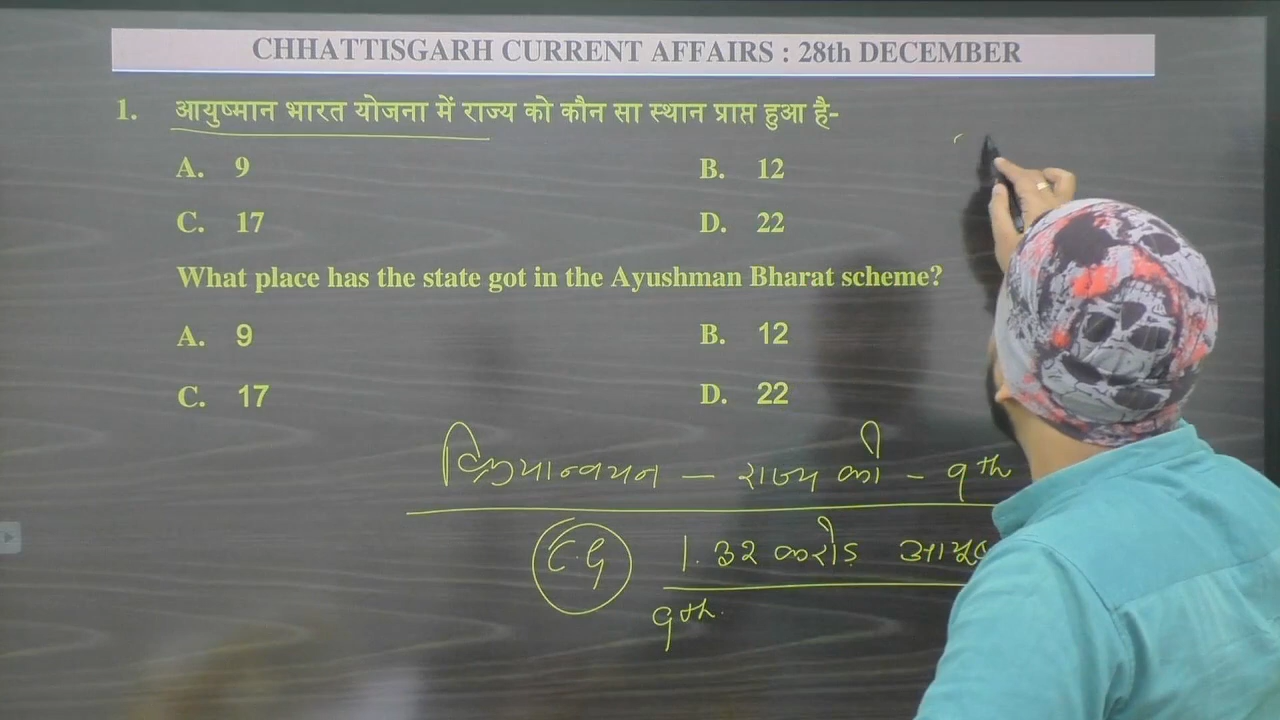 CHHATTISGARH CURRENT AFFAIRS : 28th DECEMBER
1. आयुष्मान भारत योजना में राज्य को कौन सा स्थान प्राप्त हुआ है-
A. 9 B. 12
C. 17 D. 22
What place has the state got in the Ayushman Bharat scheme?
A. 9 B. 12
C. 17 D. 22
क्रियान्वयन – राज्य को – 9th
C.G 1.32 करोड़
9th.